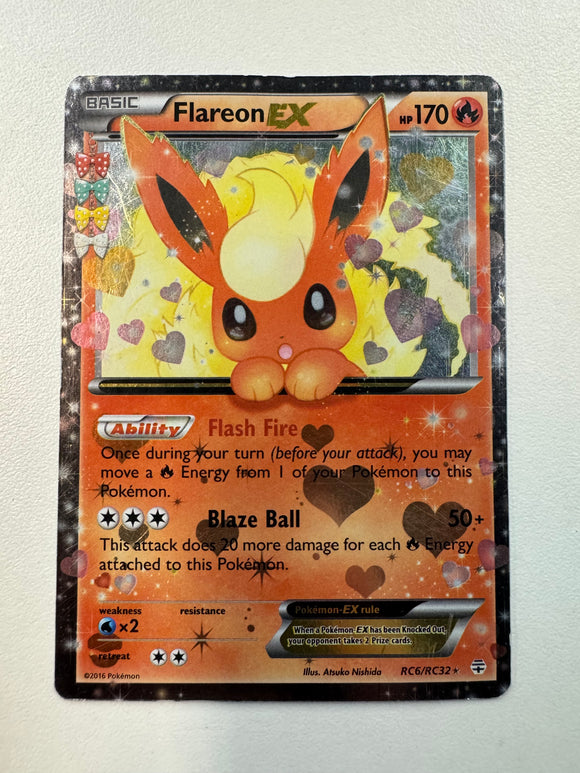 BASIC Flareon EX HP 170
Ability Flash Fire
Once during your turn (before your attack), you may
move a Energy from 1 of your Pokémon to this
Pokémon.
Blaze Ball 50+
This attack does 20 more damage for each Energy
attached to this Pokémon.
weakness resistance
×2
Pokémon-EX rule
When a Pokémon-EX has been Knocked Out,
your opponent takes 2 Prize cards.
retreat
©2016 Pokémon Illus. Atsuko Nishida RC6/RC32